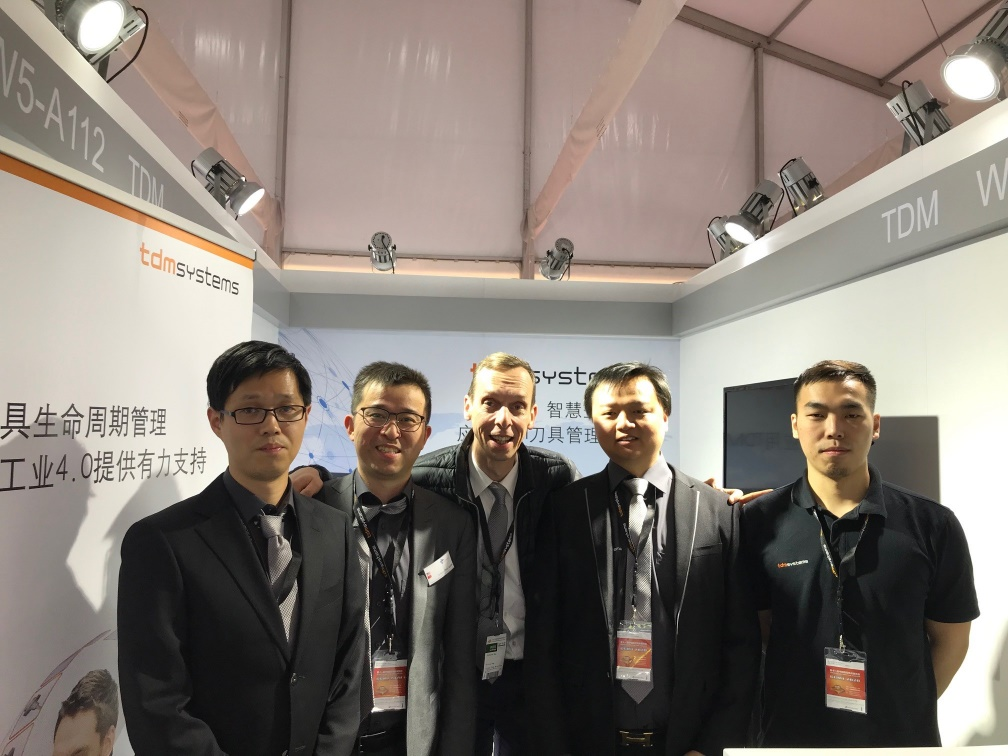 W5-A112 TDM
TDM W
tdmsystems
具生命周期管理
工业4.0提供有力支持
systems
智慧
刀具管理
tdmsystems